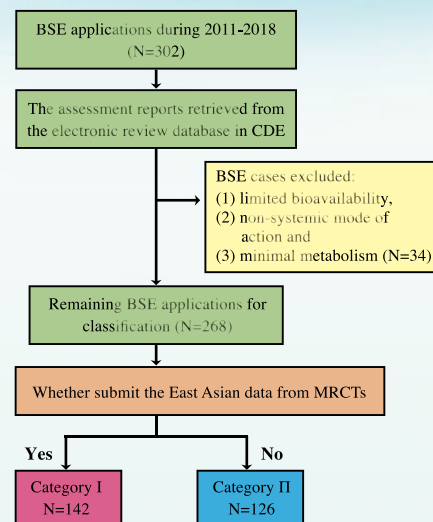 BSE applications during 2011-2018
(N=302)
The assessment reports retrieved from
the electronic review database in CDE
BSE cases excluded:
(1) limited bioavailability,
(2) non-systemic mode of
action and
(3) minimal metabolism (N=34)
Remaining BSE applications for
classification (N=268)
Whether submit the East Asian data from MRCTs
Yes
No
Category I
N=142
Category Π
N=126